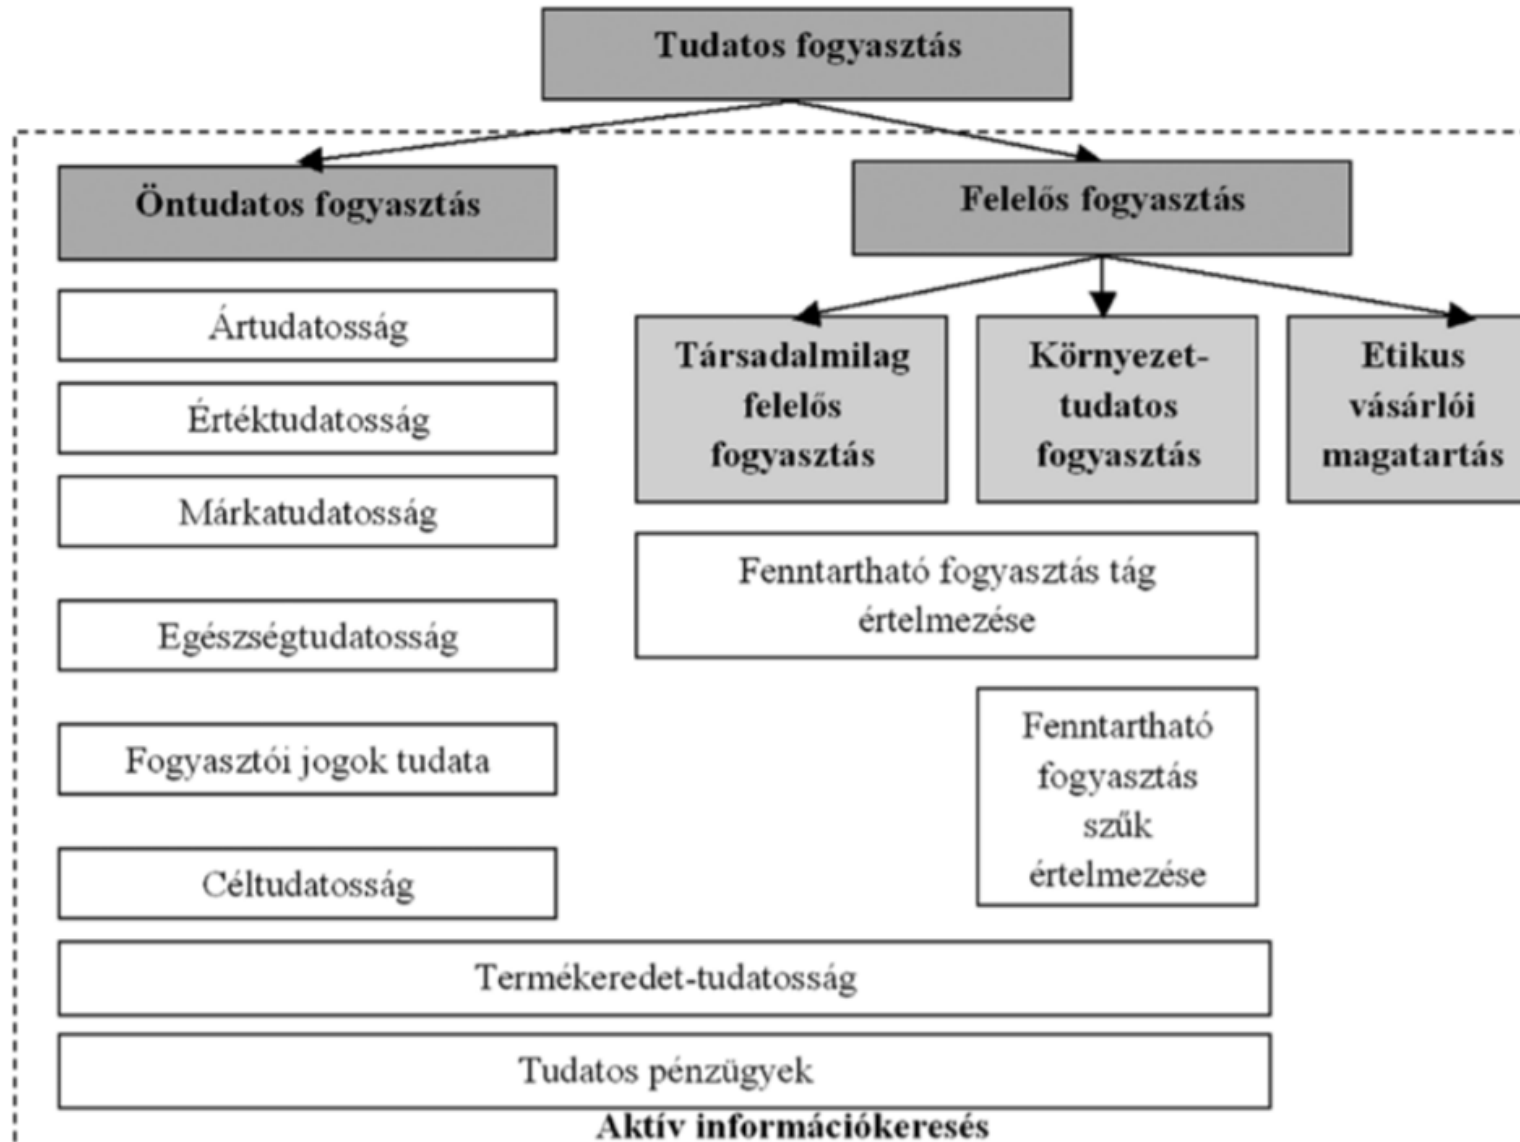 Tudatos fogyasztás
Öntudatos fogyasztás
Ártudatosság
Értéktudatosság
Márkatudatosság
Egészségtudatosság
Fogyasztói jogok tudata
Céltudatosság
Felelős fogyasztás
Társadalmilag
felelős
fogyasztás
Környezet-
tudatos
fogyasztás
Etikus
vásárlói
magatartás
Fenntartható fogyasztás tág
értelmezése
Fenntartható
fogyasztás
szűk
értelmezése
Termékeredet-tudatosság
Tudatos pénzügyek
Aktív információkeresés